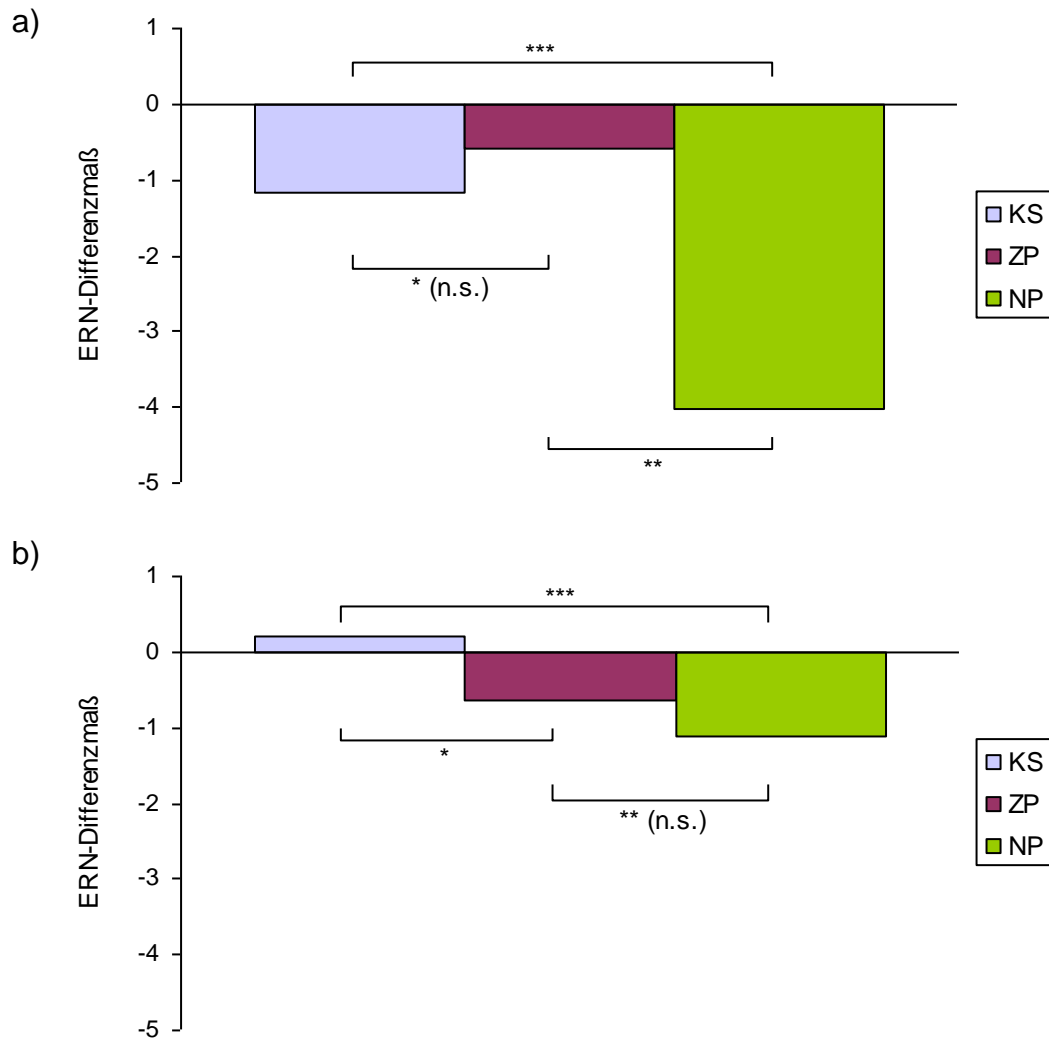 a)
1
***
0
-1
-2
-3
-4
-5
ERN-Differenzmaß
* (n.s.)
**
KS
ZP
NP
b)
1
***
0
-1
-2
-3
-4
-5
ERN-Differenzmaß
*
** (n.s.)
KS
ZP
NP